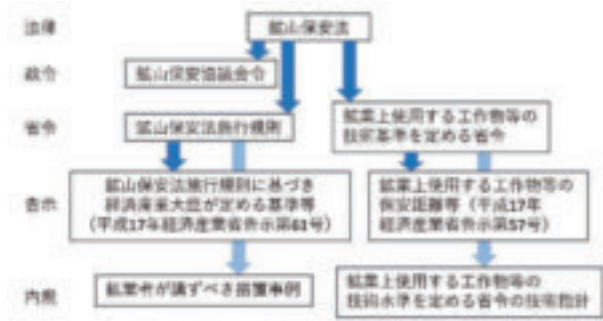 法律
鉱山保安法
政令
鉱山保安協議会令
省令
鉱山保安法施行規則
鉱業上使用する工作物等の
技術基準を定める省令
告示
鉱山保安法施行規則に基づき
経済産業大臣が定める基準等
（平成17年経済産業省告示第61号）
鉱業上使用する工作物等の
保安距離等（平成17年
経済産業省告示第57号）
内規
鉱業者が講ずべき措置事例
鉱業上使用する工作物等の
技術水準を定める省令の技術指針